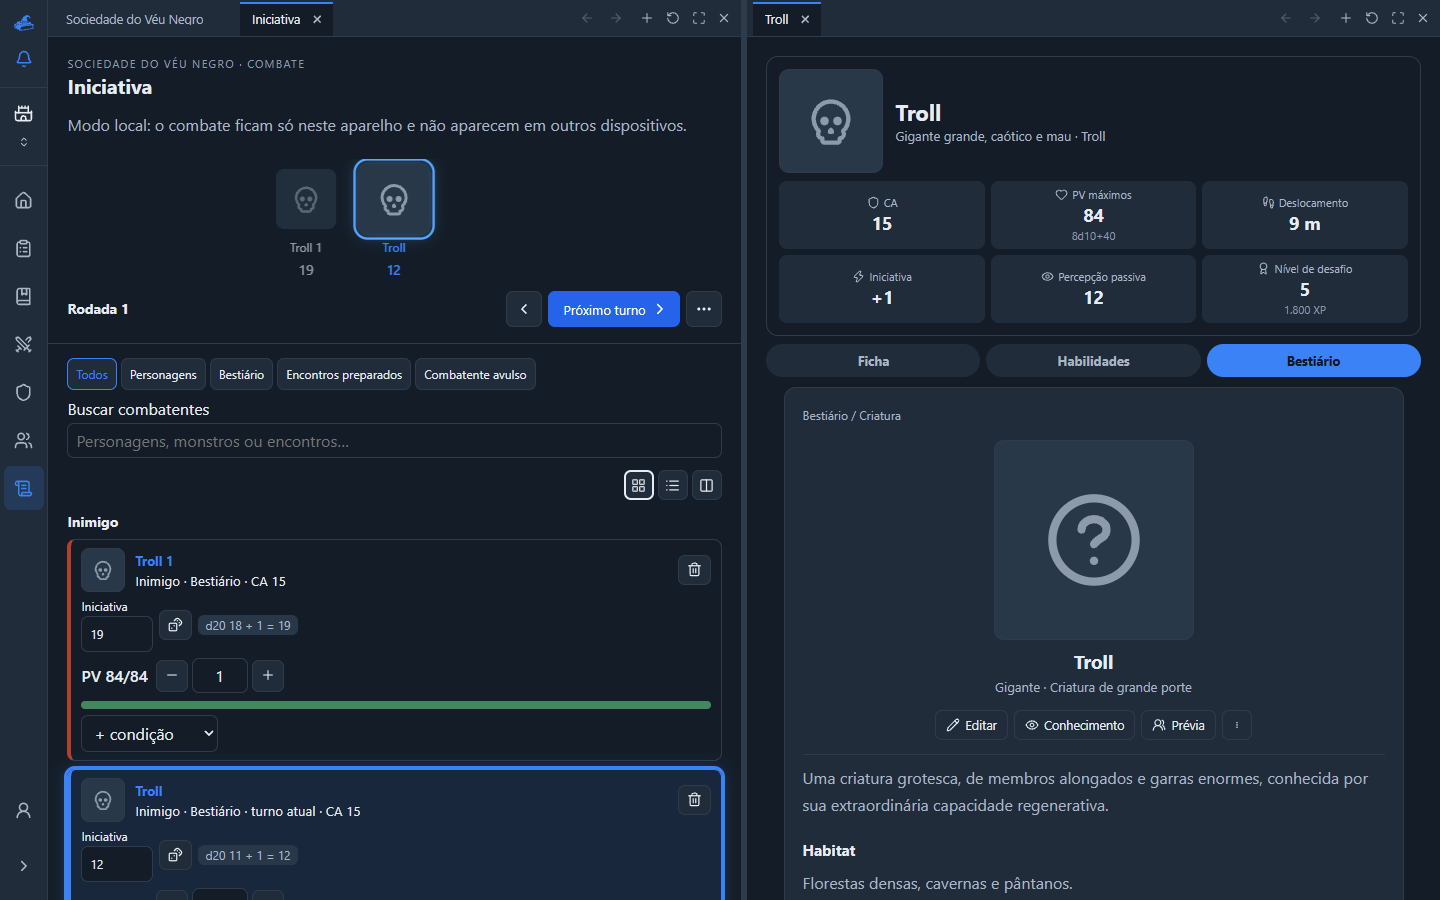 Sociedade do Véu Negro
Iniciativa
SOCIEDADE DO VÉU NEGRO · COMBATE
Iniciativa
Modo local: o combate ficam só neste aparelho e não aparecem em outros dispositivos.
Troll 1
19
Troll
12
Rodada 1
Próximo turno
Todos
Personagens
Bestiário
Encontros preparados
Combatente avulso
Buscar combatentes
Personagens, monstros ou encontros...
Inimigo
Troll 1
Inimigo · Bestiário · CA 15
Iniciativa
19
d20 18 + 1 = 19
PV 84/84
1
+ condição
Troll
Inimigo · Bestiário · turno atual · CA 15
Iniciativa
12
d20 11 + 1 = 12
Troll
Troll
Gigante grande, caótico e mau · Troll
CA
15
PV máximos
84
8d10+40
Deslocamento
9 m
Iniciativa
+1
Percepção passiva
12
Nível de desafio
5
1.800 XP
Ficha
Habilidades
Bestiário
Bestiário / Criatura
Troll
Gigante · Criatura de grande porte
Editar
Conhecimento
Prévia
Uma criatura grotesca, de membros alongados e garras enormes, conhecida por
sua extraordinária capacidade regenerativa.
Habitat
Florestas densas, cavernas e pântanos.